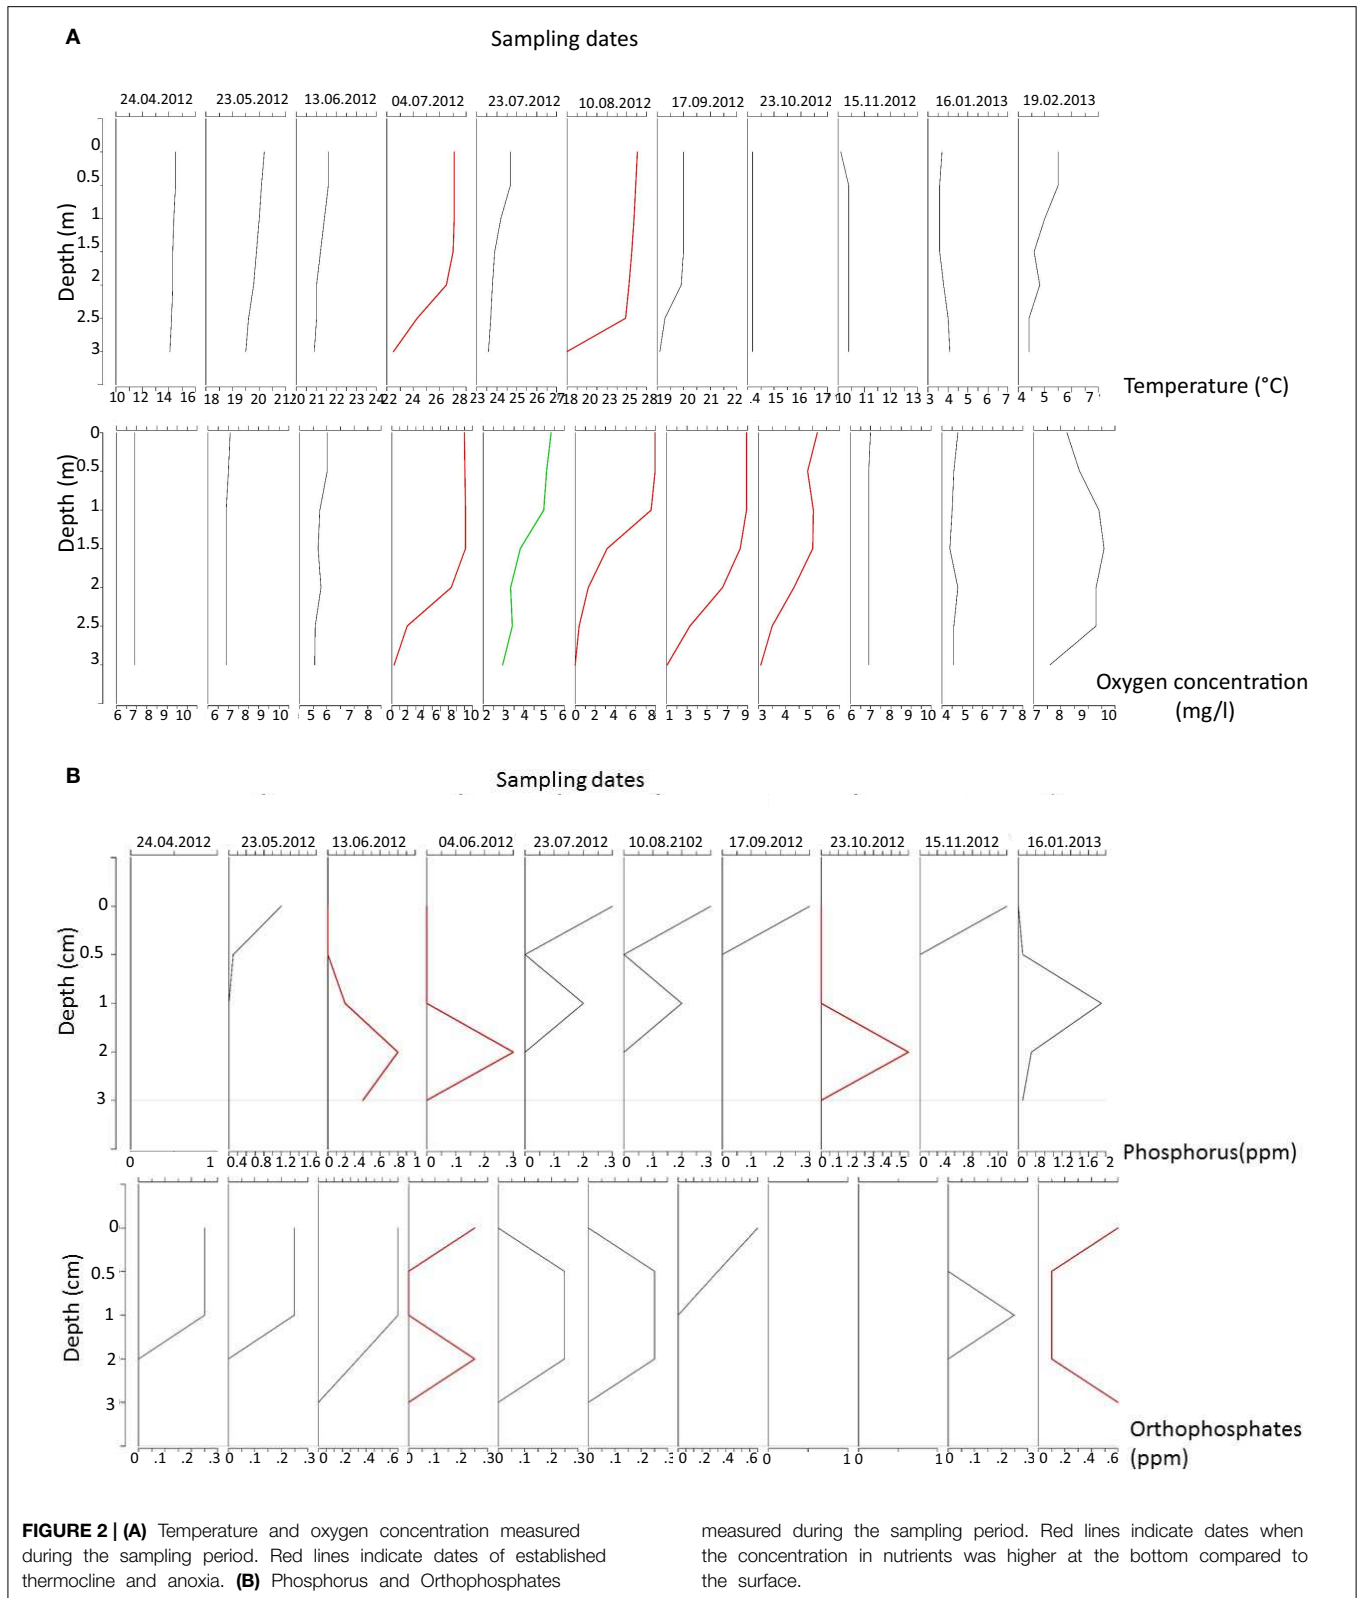 A
Sampling dates
24.04.2012 23.05.2012 13.06.2012 04.07.2012 23.07.2012 10.08.2012 17.09.2012 23.10.2012 15.11.2012 16.01.2013 19.02.2013
Depth (m)
0
0.5
1
1.5
2
2.5
3
10 12 14 16 18 19 20 21 20 21 22 23 24 22 24 26 28 23 24 25 26 27 18 20 23 25 28 19 20 21 22 .4 15 16 17 10 11 12 13 3 4 5 6 7 4 5 6 7
Temperature (°C)
Depth (m)
0
0.5
1
1.5
2
2.5
3
6 7 8 9 10 6 7 8 9 10 5 6 7 8 0 2 4 6 8 10 2 3 4 5 6 0 2 4 6 8 1 3 5 7 9 3 4 5 6 6 7 8 9 10 4 5 6 7 8 7 8 9 10
Oxygen concentration
(mg/l)
B
Sampling dates
24.04.2012 23.05.2012 13.06.2012 04.06.2012 23.07.2012 10.08.2102 17.09.2012 23.10.2012 15.11.2012 16.01.2013
Depth (cm)
0
0.5
1
2
3
0 1 0.4 0.8 1.2 1.6 0 .2 .4 .6 .8 1 0 .1 .2 .3 0 .1 .2 .3 0 .1 .2 .3 0 .1 .2 .3 0 .1 .2 .3 .4 .5 0 .4 .8 .10 0 .8 1.2 1.6 2
Phosphorus(ppm)
Depth (cm)
0
0.5
1
2
3
0 .1 .2 .3 0 .1 .2 .3 0 .2 .4 .6 0 .1 .2 .3 0 .1 .2 .3 0 .1 .2 .3 0 .2 .4 .6 0 1 0 1 0 .1 .2 .3 0 .2 .4 .6
Orthophosphates
(ppm)
FIGURE 2 | (A) Temperature and oxygen concentration measured
during the sampling period. Red lines indicate dates of established
thermocline and anoxia. (B) Phosphorus and Orthophosphates
measured during the sampling period. Red lines indicate dates when
the concentration in nutrients was higher at the bottom compared to
the surface.